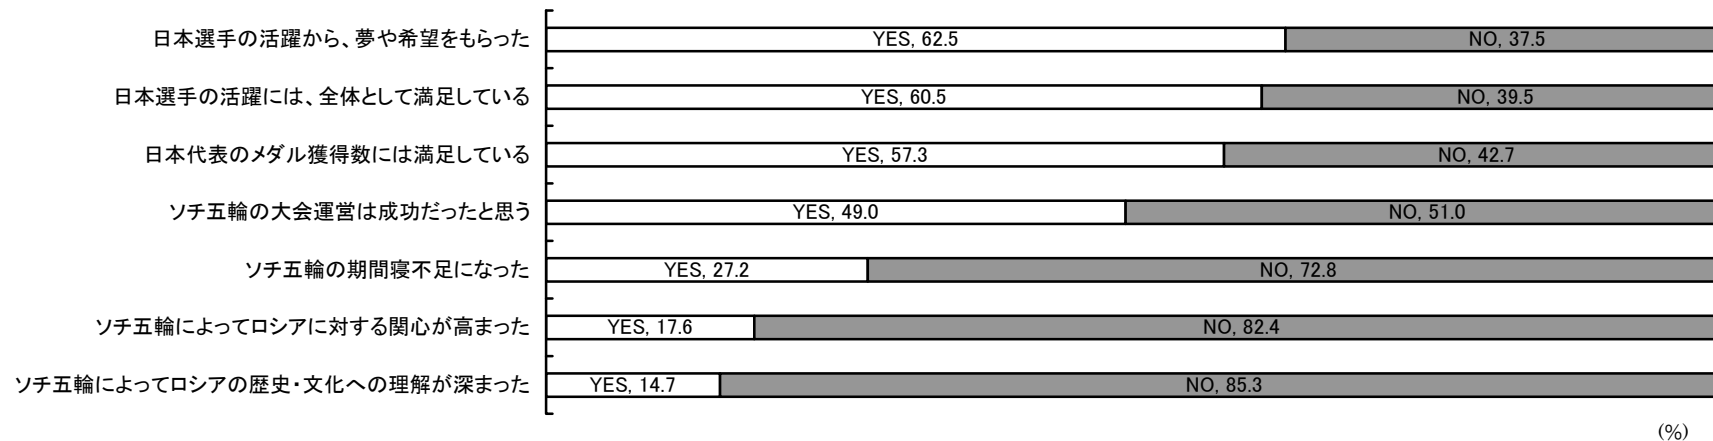 日本選手の活躍から、夢や希望をもらった YES, 62.5 NO, 37.5
日本選手の活躍には、全体として満足している YES, 60.5 NO, 39.5
日本代表のメダル獲得数には満足している YES, 57.3 NO, 42.7
ソチ五輪の大会運営は成功だったと思う YES, 49.0 NO, 51.0
ソチ五輪の期間寝不足になった YES, 27.2 NO, 72.8
ソチ五輪によってロシアに対する関心が高まった YES, 17.6 NO, 82.4
ソチ五輪によってロシアの歴史・文化への理解が深まった YES, 14.7 NO, 85.3
(%)